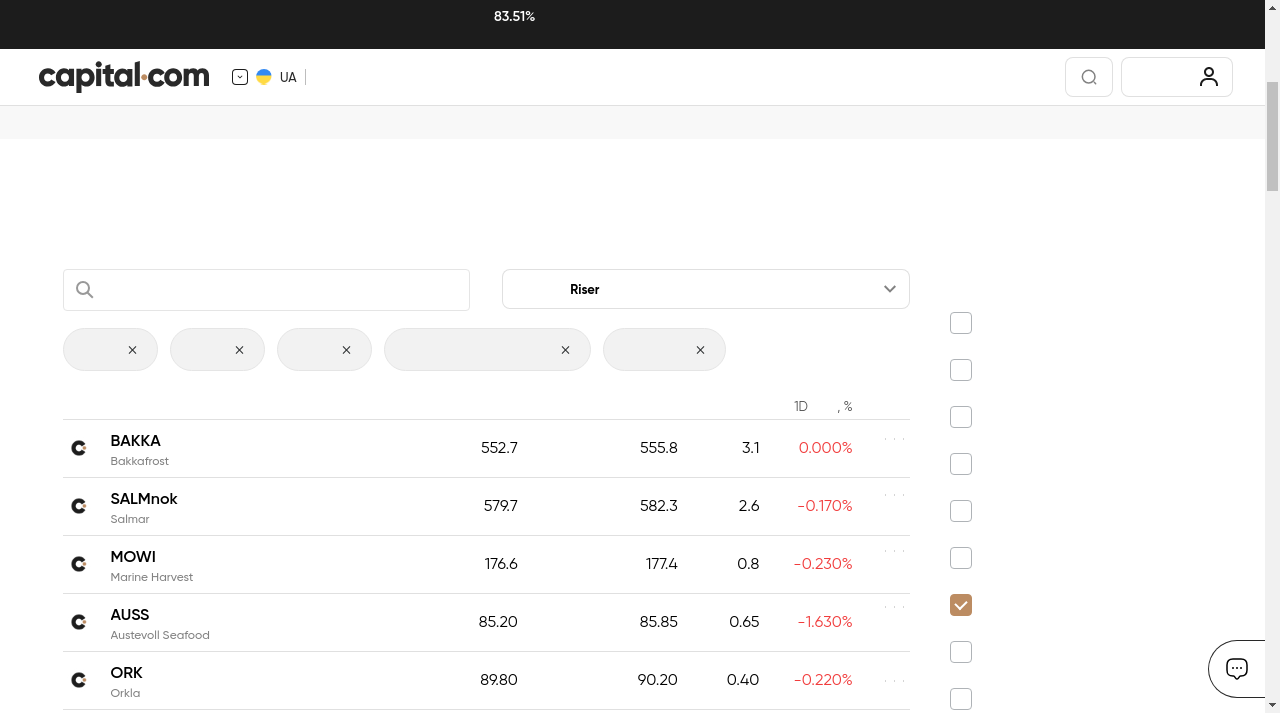 83.51%
capital.com
UA
Riser
1D , %
BAKKA 552.7 555.8 3.1 0.000%
Bakkafrost
SALMnok 579.7 582.3 2.6 -0.170%
Salmar
MOWI 176.6 177.4 0.8 -0.230%
Marine Harvest
AUSS 85.20 85.85 0.65 -1.630%
Austevoll Seafood
ORK 89.80 90.20 0.40 -0.220%
Orkla